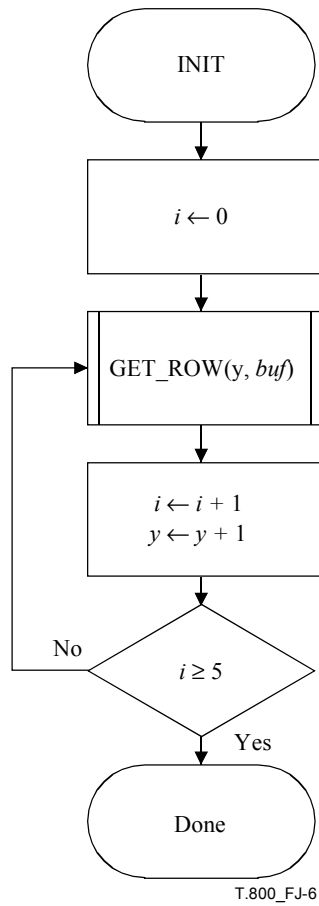 INIT
i ← 0
GET_ROW(y, buf)
i ← i + 1
y ← y + 1
No
i ≥ 5
Yes
Done
T.800_FJ-6